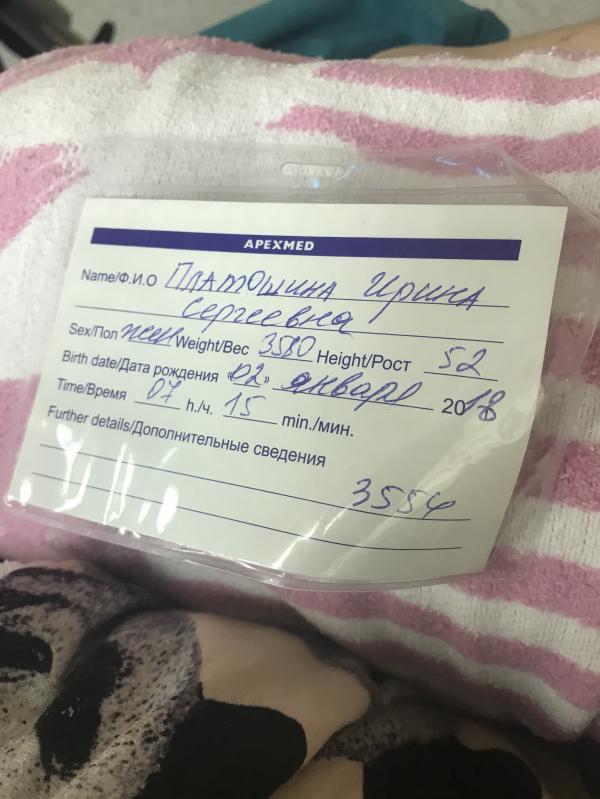 APEXMED
Name/Ф.И.О Платошина Ирина
Сергеевна
Sex/Пол жен Weight/Вес 3580 Height/Рост 52
Birth date/Дата рождения "02" января 2018
Time/Время 07 h./ч. 15 min./мин.
Further details/Дополнительные сведения
3554